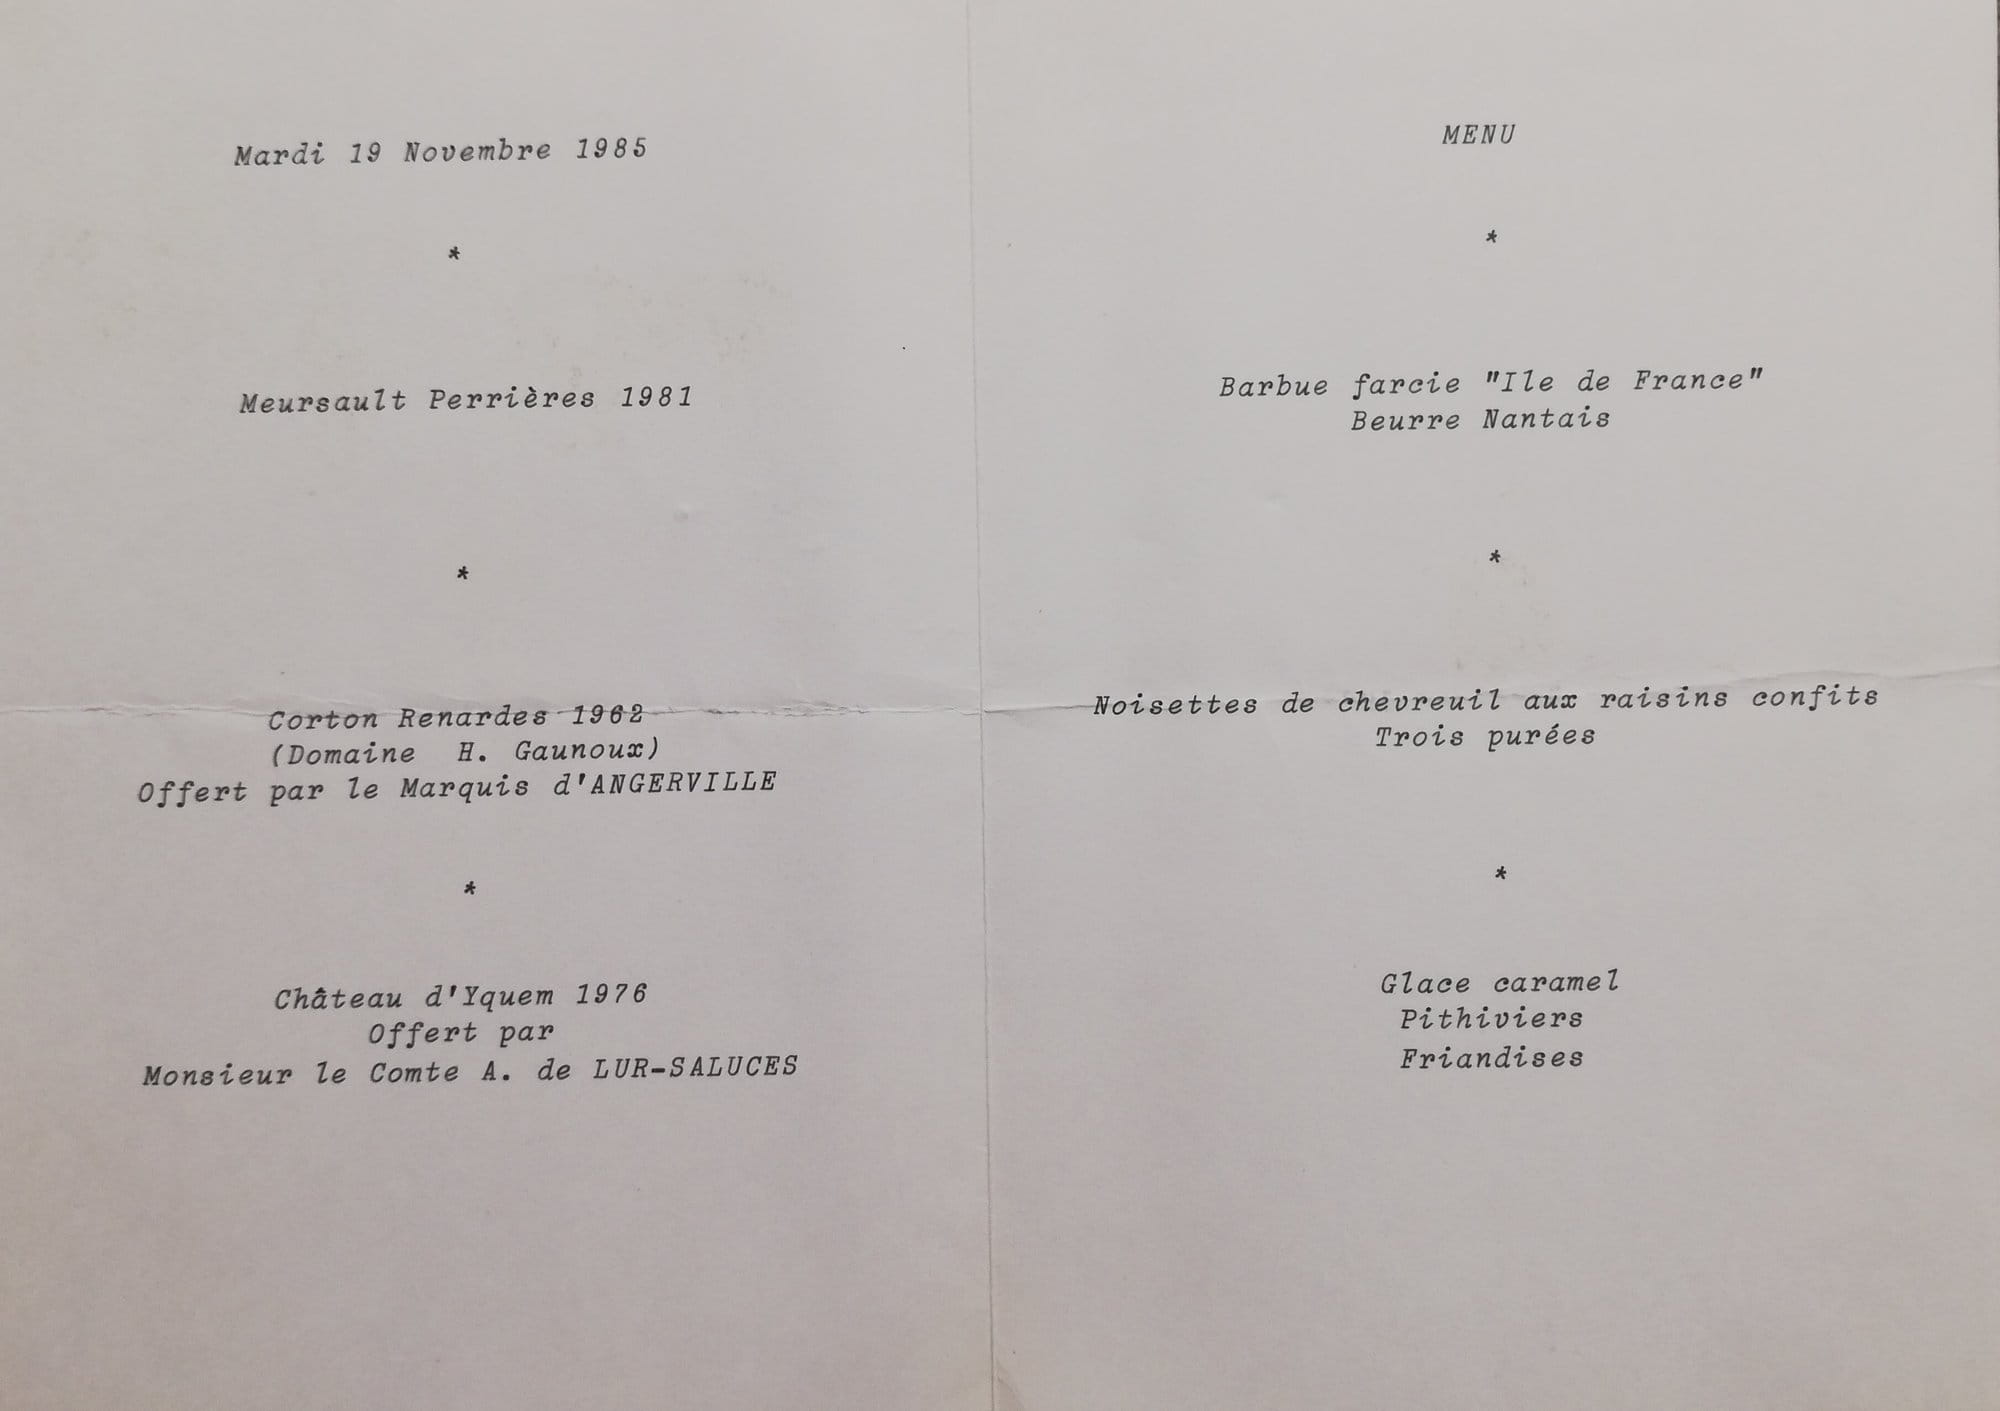 Mardi 19 Novembre 1985
*
Meursault Perrières 1981
*
Corton Renardes 1962
(Domaine H. Gaunoux)
Offert par le Marquis d'ANGERVILLE
*
Château d'Yquem 1976
Offert par
Monsieur le Comte A. de LUR-SALUCES
MENU
*
Barbue farcie "Ile de France"
Beurre Nantais
*
Noisettes de chevreuil aux raisins confits
Trois purées
*
Glace caramel
Pithiviers
Friandises